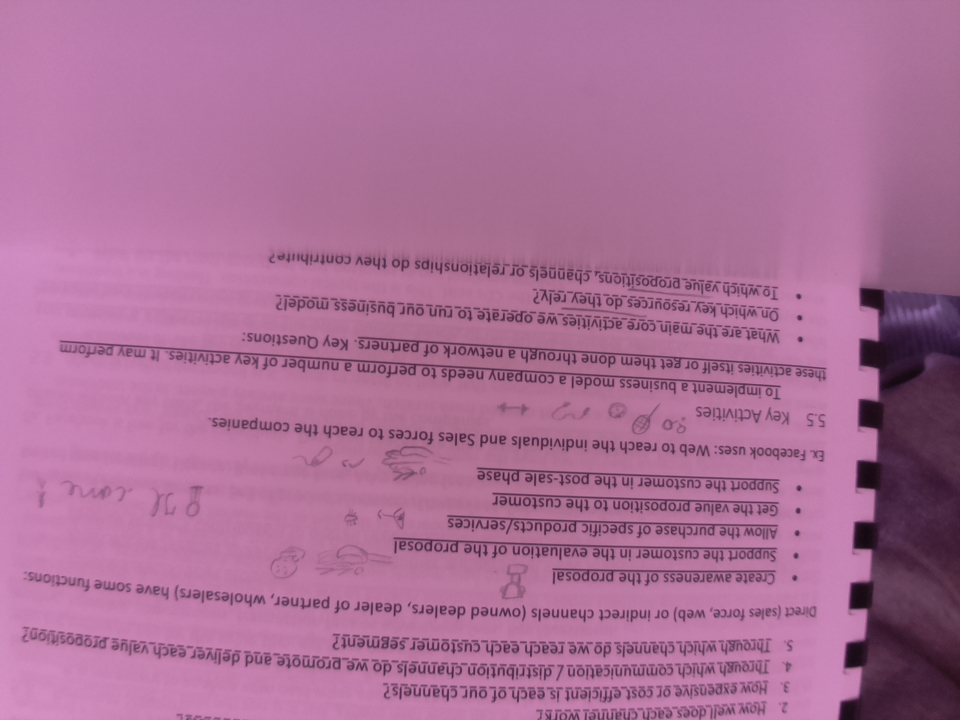 2. How well does each channel work?
3. How expensive or cost efficient is each of our channels?
4. Through which communication / distribution channels do we promote and deliver each value proposition?
5. Through which channels do we reach each customer segment?
Direct (sales force, web) or indirect channels (owned dealers, dealer of partner, wholesalers) have some functions:
• Create awareness of the proposal
• Support the customer in the evaluation of the proposal
• Allow the purchase of specific products/services
• Get the value proposition to the customer
• Support the customer in the post-sale phase
Ex. Facebook uses: Web to reach the individuals and Sales forces to reach the companies.
5.5 Key Activities
To implement a business model a company needs to perform a number of key activities. It may perform
these activities itself or get them done through a network of partners. Key Questions:
• What are the main core activities we operate to run our business model?
• On which key resources do they rely?
• To which value propositions, channels or relationships do they contribute?